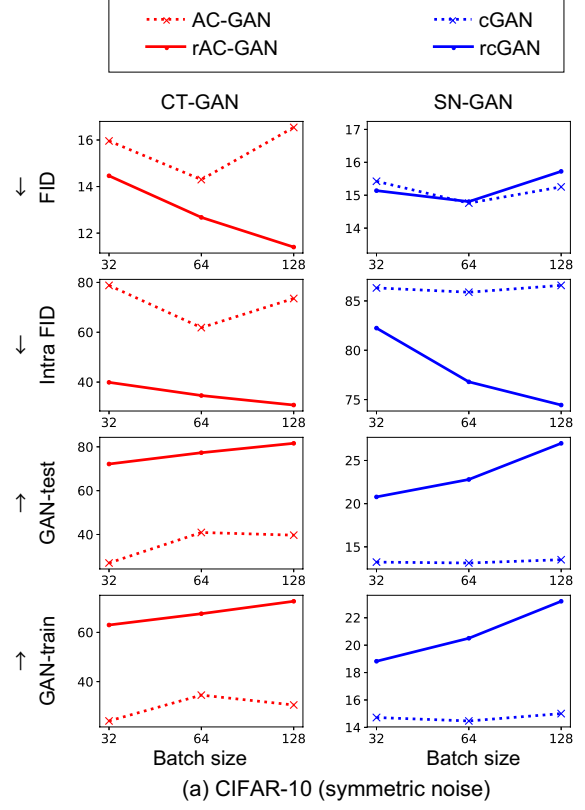 AC-GAN cGAN
rAC-GAN rcGAN
CT-GAN SN-GAN
← FID
16
14
12
32 64 128
17
16
15
14
32 64 128
← Intra FID
80
60
40
32 64 128
85
80
75
32 64 128
→ GAN-test
80
60
40
32 64 128
25
20
15
32 64 128
→ GAN-train
60
40
32 64 128
22
20
18
16
14
32 64 128
Batch size Batch size
(a) CIFAR-10 (symmetric noise)